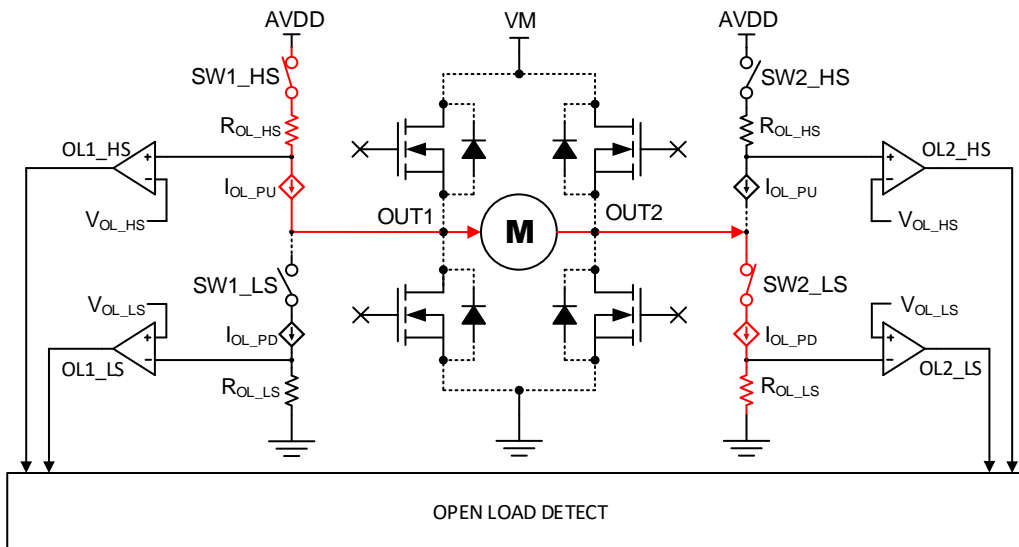 AVDD
VM
AVDD
SW1_HS
SW2_HS
R_OL_HS
R_OL_HS
OL1_HS
+
-
+
-
OL2_HS
I_OL_PU
I_OL_PU
V_OL_HS
V_OL_HS
OUT1
M
OUT2
SW1_LS
SW2_LS
V_OL_LS
V_OL_LS
I_OL_PD
I_OL_PD
+
-
+
-
OL1_LS
OL2_LS
R_OL_LS
R_OL_LS
OPEN LOAD DETECT